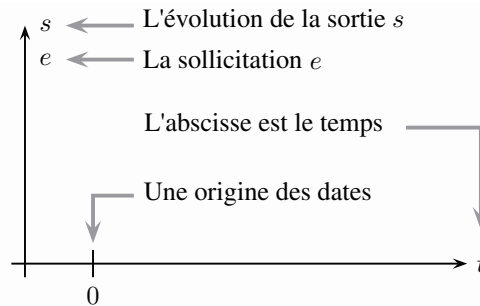 s L'évolution de la sortie s
e La sollicitation e
L'abscisse est le temps
Une origine des dates
t
0